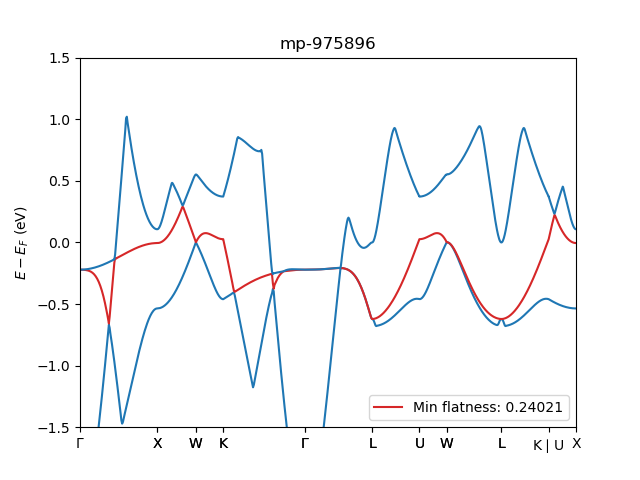 mp-975896
E − E_F (eV)
1.5
1.0
0.5
0.0
−0.5
−1.0
−1.5
Min flatness: 0.24021
Γ X W K Γ L U W L K | U X